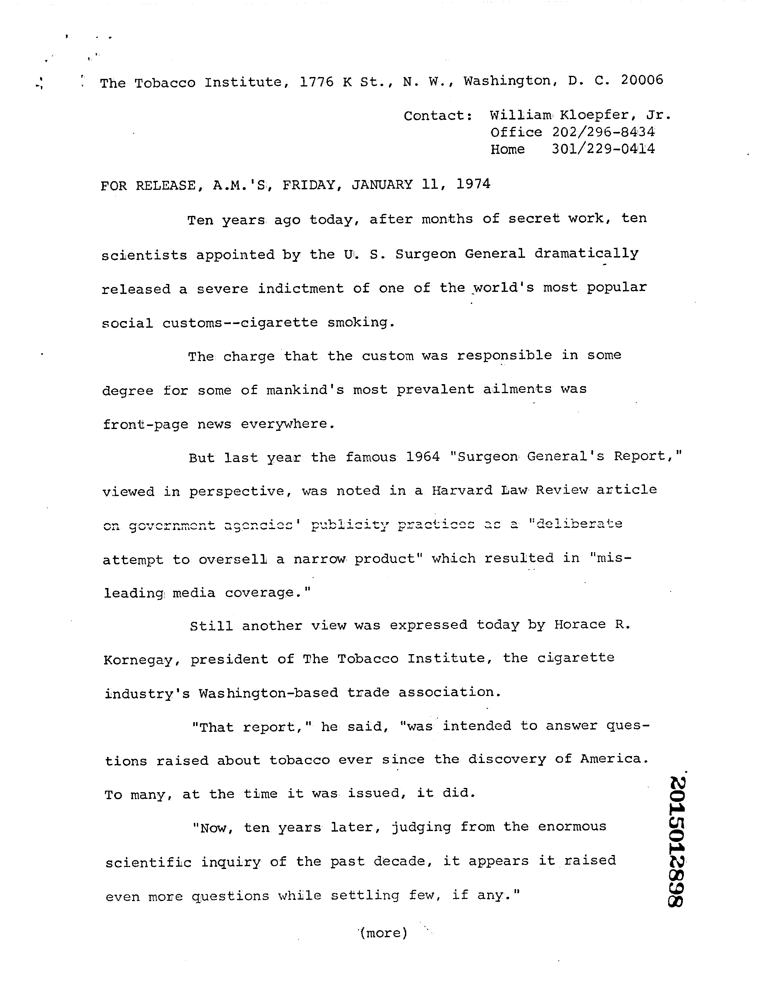 The Tobacco Institute, 1776 K St., N. W., Washington, D. C. 20006
Contact: William Kloepfer, Jr.
Office 202/296-8434
Home 301/229-0414
FOR RELEASE, A.M.'S, FRIDAY, JANUARY 11, 1974
Ten years ago today, after months of secret work, ten
scientists appointed by the U. S. Surgeon General dramatically
released a severe indictment of one of the world's most popular
social customs--cigarette smoking.
The charge that the custom was responsible in some
degree for some of mankind's most prevalent ailments was
front-page news everywhere.
But last year the famous 1964 "Surgeon General's Report,"
viewed in perspective, was noted in a Harvard Law Review article
on government agencies' publicity practices as a "deliberate
attempt to oversell a narrow product" which resulted in "mis-
leading media coverage."
Still another view was expressed today by Horace R.
Kornegay, president of The Tobacco Institute, the cigarette
industry's Washington-based trade association.
"That report," he said, "was intended to answer ques-
tions raised about tobacco ever since the discovery of America.
To many, at the time it was issued, it did.
"Now, ten years later, judging from the enormous
scientific inquiry of the past decade, it appears it raised
even more questions while settling few, if any."
(more)
2015012898